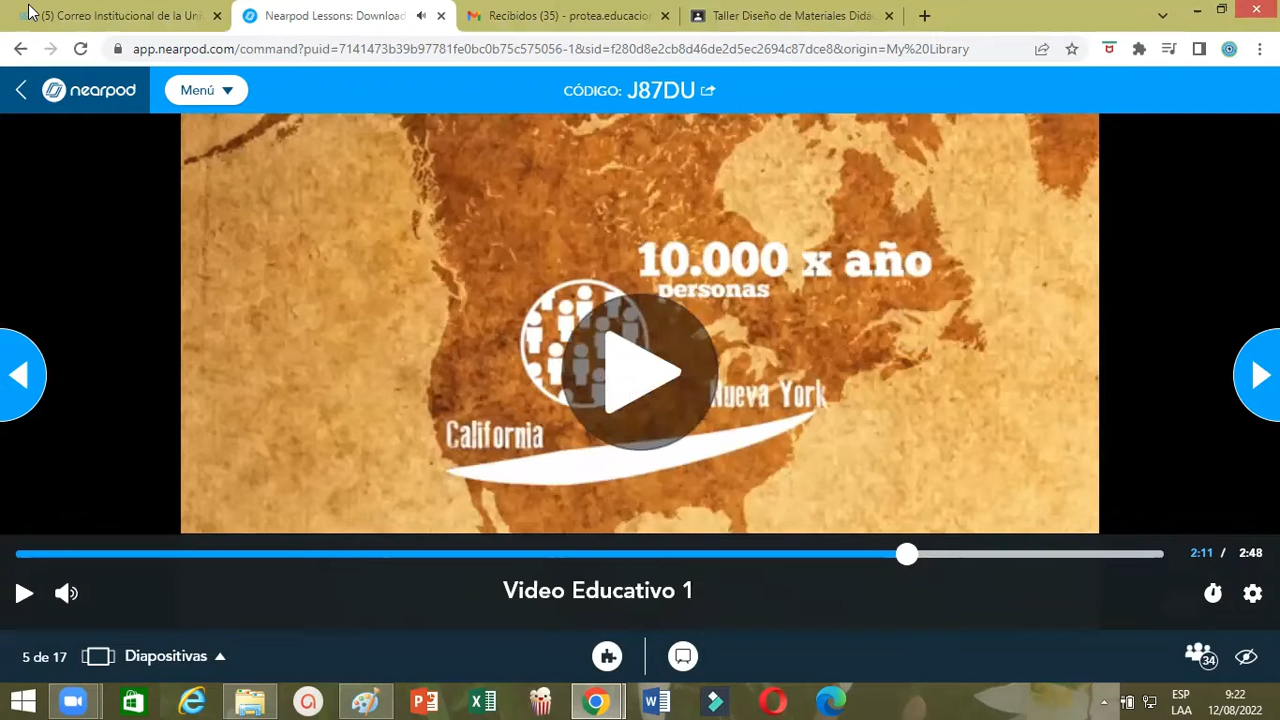 (5) Correo Institucional de la Uni
Nearpod Lessons: Download
Recibidos (35) - protea.educacion
Taller Diseño de Materiales Didá
app.nearpod.com/command?puid=7141473b39b97781fe0bc0b75c575056-1&sid=f280d8e2cb8d46de2d5ec2694c87dce8&origin=My%20Library
nearpod
Menú
CÓDIGO: J87DU
10.000 x año
personas
Nueva York
California
2:11 / 2:48
Video Educativo 1
5 de 17
Diapositivas
34
ESP
LAA
9:22
12/08/2022